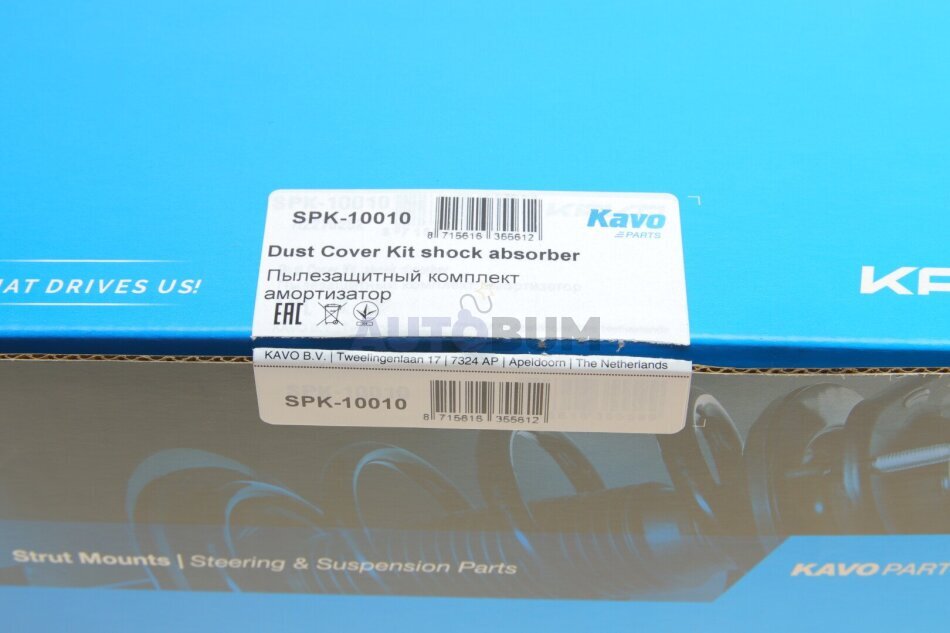 SPK-10010
8 715616 355612
Kavo
PARTS
Dust Cover Kit shock absorber
Пылезащитный комплект
амортизатор
EAC
AUTOBUM
AT DRIVES US!
KA
KAVO B.V. | Tweelingenlaan 17 | 7324 AP | Apeldoorn | The Netherlands
SPK-10010
8 715616 355612
Strut Mounts | Steering & Suspension Parts
KAVO PART